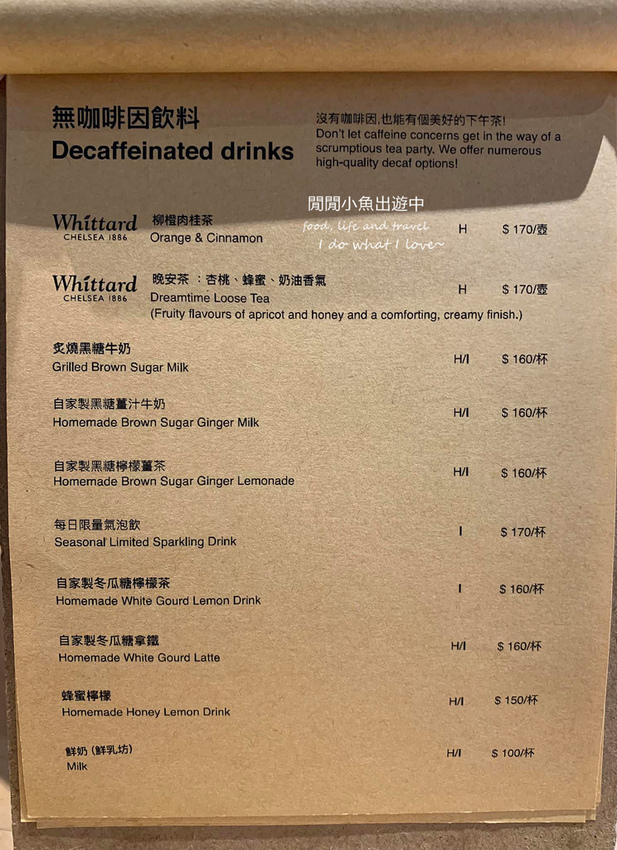 無咖啡因飲料
Decaffeinated drinks
沒有咖啡因,也能有個美好的下午茶!
Don't let caffeine concerns get in the way of a
scrumptious tea party. We offer numerous
high-quality decaf options!
閒閒小魚出遊中
food, life and travel
I do what I love~
Whittard
CHELSEA 1886
柳橙肉桂茶
Orange & Cinnamon H $ 170/壺
Whittard
CHELSEA 1886
晚安茶 :杏桃、蜂蜜、奶油香氣
Dreamtime Loose Tea H $ 170/壺
(Fruity flavours of apricot and honey and a comforting, creamy finish.)
炙燒黑糖牛奶
Grilled Brown Sugar Milk H/I $ 160/杯
自家製黑糖薑汁牛奶
Homemade Brown Sugar Ginger Milk H/I $ 160/杯
自家製黑糖檸檬薑茶
Homemade Brown Sugar Ginger Lemonade H/I $ 160/杯
每日限量氣泡飲
Seasonal Limited Sparkling Drink I $ 170/杯
自家製冬瓜糖檸檬茶
Homemade White Gourd Lemon Drink I $ 160/杯
自家製冬瓜糖拿鐵
Homemade White Gourd Latte H/I $ 160/杯
蜂蜜檸檬
Homemade Honey Lemon Drink H/I $ 150/杯
鮮奶 (鮮乳坊)
Milk H/I $ 100/杯